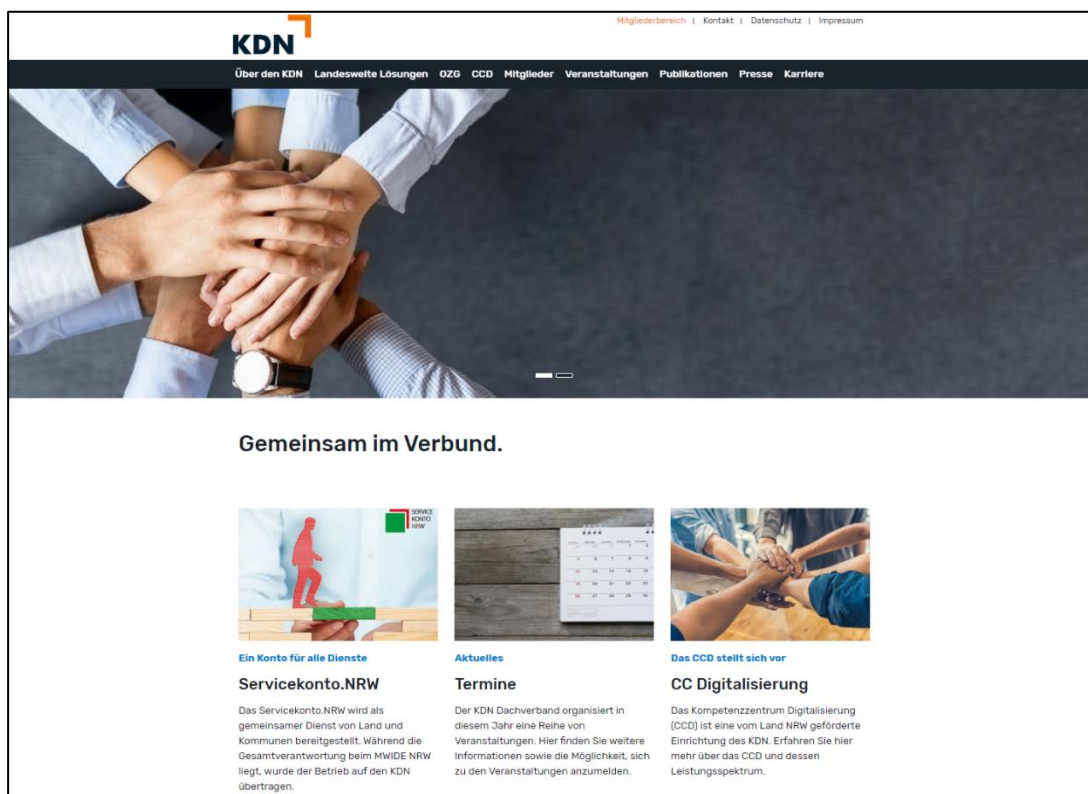 KDN
Mitgliederbereich | Kontakt | Datenschutz | Impressum
Über den KDN Landesweite Lösungen OZG CCD Mitglieder Veranstaltungen Publikationen Presse Karriere
Gemeinsam im Verbund.
SERVICE
KONTO
NRW
Ein Konto für alle Dienste
Servicekonto.NRW
Das Servicekonto.NRW wird als
gemeinsamer Dienst von Land und
Kommunen bereitgestellt. Während die
Gesamtverantwortung beim MWIDE NRW
liegt, wurde der Betrieb auf den KDN
übertragen.
Aktuelles
Termine
Der KDN Dachverband organisiert in
diesem Jahr eine Reihe von
Veranstaltungen. Hier finden Sie weitere
Informationen sowie die Möglichkeit, sich
zu den Veranstaltungen anzumelden.
Das CCD stellt sich vor
CC Digitalisierung
Das Kompetenzzentrum Digitalisierung
(CCD) ist eine vom Land NRW geförderte
Einrichtung des KDN. Erfahren Sie hier
mehr über das CCD und dessen
Leistungsspektrum.